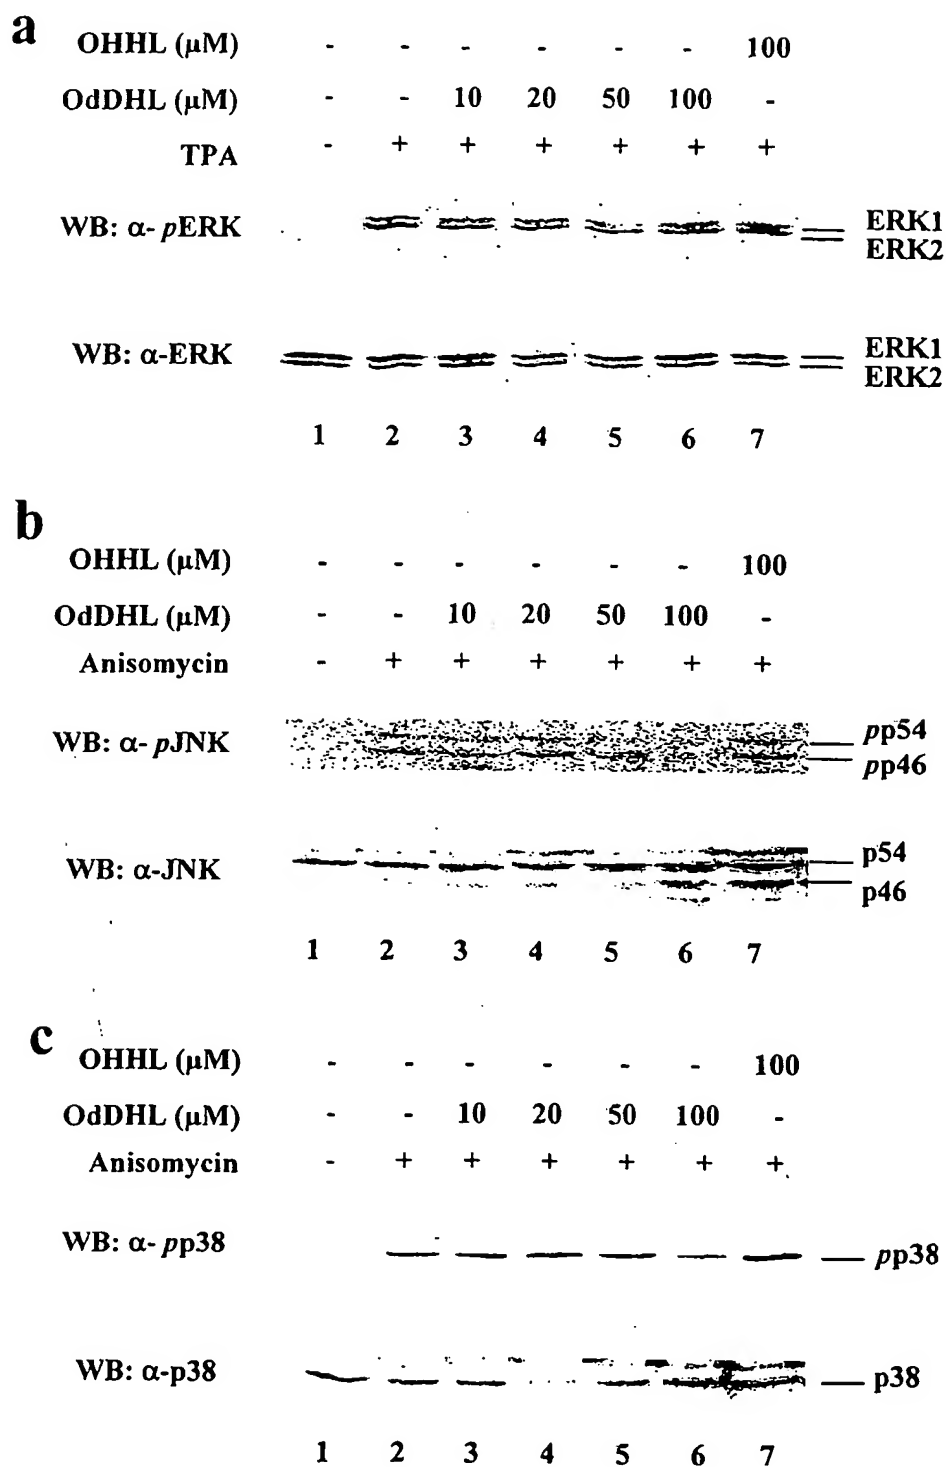 a
OHHL (μM) - - - - - - 100
OdDHL (μM) - - 10 20 50 100 -
TPA - + + + + + +
WB: α- pERK ERK1
ERK2
WB: α-ERK ERK1
ERK2
1 2 3 4 5 6 7
b
OHHL (μM) - - - - - - 100
OdDHL (μM) - - 10 20 50 100 -
Anisomycin - + + + + + +
WB: α- pJNK pp54
pp46
WB: α-JNK p54
p46
1 2 3 4 5 6 7
c
OHHL (μM) - - - - - - 100
OdDHL (μM) - - 10 20 50 100 -
Anisomycin - + + + + + +
WB: α- pp38 pp38
WB: α-p38 p38
1 2 3 4 5 6 7